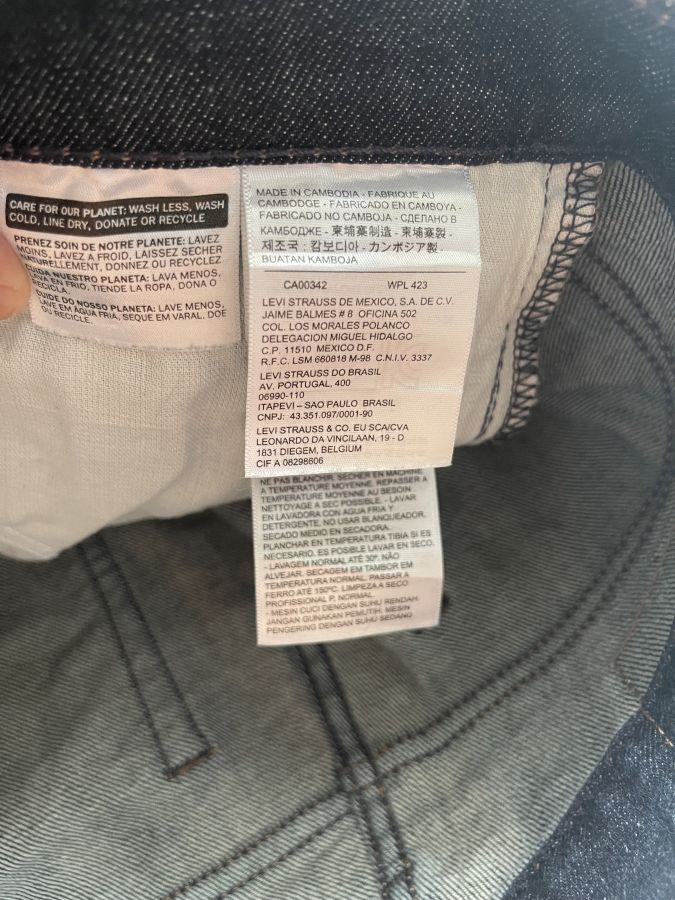 CARE FOR OUR PLANET: WASH LESS, WASH
COLD, LINE DRY, DONATE OR RECYCLE
PRENEZ SOIN DE NOTRE PLANETE: LAVEZ
MOINS, LAVEZ A FROID, LAISSEZ SECHER
NATURELLEMENT, DONNEZ OU RECYCLEZ
CUIDA NUESTRO PLANETA: LAVA MENOS,
LAVA EN FRIO, TIENDE LA ROPA, DONA O
RECICLA
CUIDE DO NOSSO PLANETA: LAVE MENOS,
LAVE EM AGUA FRIA, SEQUE EM VARAL, DOE
OU RECICLE
MADE IN CAMBODIA - FABRIQUE AU
CAMBODGE - FABRICADO EN CAMBOYA -
FABRICADO NO CAMBOJA - СДЕЛАНО В
КАМБОДЖЕ - 柬埔寨制造 - 柬埔寨製 -
제조국 : 캄보디아 - カンボジア製 -
BUATAN KAMBOJA
CA00342 WPL 423
LEVI STRAUSS DE MEXICO, S.A. DE C.V.
JAIME BALMES # 8 OFICINA 502
COL. LOS MORALES POLANCO
DELEGACION MIGUEL HIDALGO
C.P. 11510 MEXICO D.F.
R.F.C. LSM 660818 M-98 C.N.I.V. 3337
LEVI STRAUSS DO BRASIL
AV. PORTUGAL, 400
06990-110
ITAPEVI – SAO PAULO BRASIL
CNPJ: 43.351.097/0001-90
LEVI STRAUSS & CO. EU SCA/CVA
LEONARDO DA VINCILAAN, 19 - D
1831 DIEGEM, BELGIUM
CIF A 08298606
NE PAS BLANCHIR. SECHER EN MACHINE
A TEMPERATURE MOYENNE. REPASSER A
TEMPERATURE MOYENNE AU BESOIN
NETTOYAGE A SEC POSSIBLE. - LAVAR
EN LAVADORA CON AGUA FRIA Y
DETERGENTE. NO USAR BLANQUEADOR.
SECADO MEDIO EN SECADORA.
PLANCHAR EN TEMPERATURA TIBIA SI ES
NECESARIO. ES POSIBLE LAVAR EN SECO.
- LAVAGEM NORMAL ATÉ 30º. NÃO
ALVEJAR. SECAGEM EM TAMBOR EM
TEMPERATURA NORMAL. PASSAR A
FERRO ATÉ 150ºC. LIMPEZA A SECO
PROFISSIONAL P, NORMAL.
- MESIN CUCI DENGAN SUHU RENDAH.
JANGAN GUNAKAN PEMUTIH. MESIN
PENGERING DENGAN SUHU SEDANG